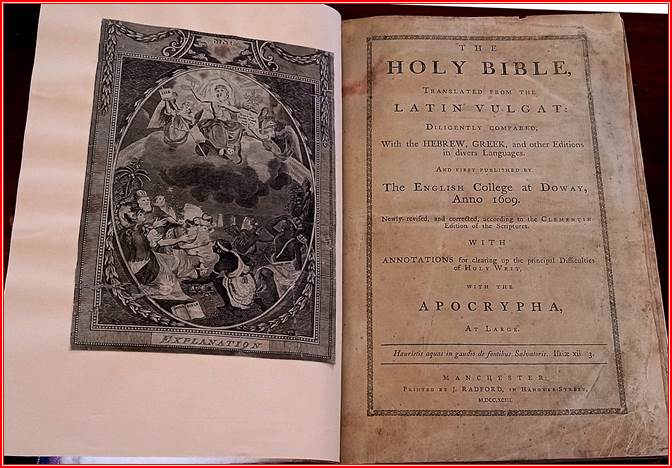 EXPLANATION
THE
HOLY BIBLE,
TRANSLATED FROM THE
LATIN VULGAT:
DILIGENTLY COMPARED,
With the HEBREW, GREEK, and other Editions
in divers Languages.
AND FIRST PUBLISHED BY
The ENGLISH COLLEGE at DOWAY,
Anno 1609.
Newly revised, and corrected, according to the CLEMENTIN
Edition of the Scriptures.
WITH
ANNOTATIONS for clearing up the principal Difficulties
of HOLY WRIT,
WITH THE
APOCRYPHA,
AT LARGE.
Haurietis aquas in gaudio de fontibus Salvatoris. Isaiæ xii 3.
MANCHESTER:
PRINTED BY J. RADFORD, IN HANOVER-STREET,
M,DCC,XCIII.